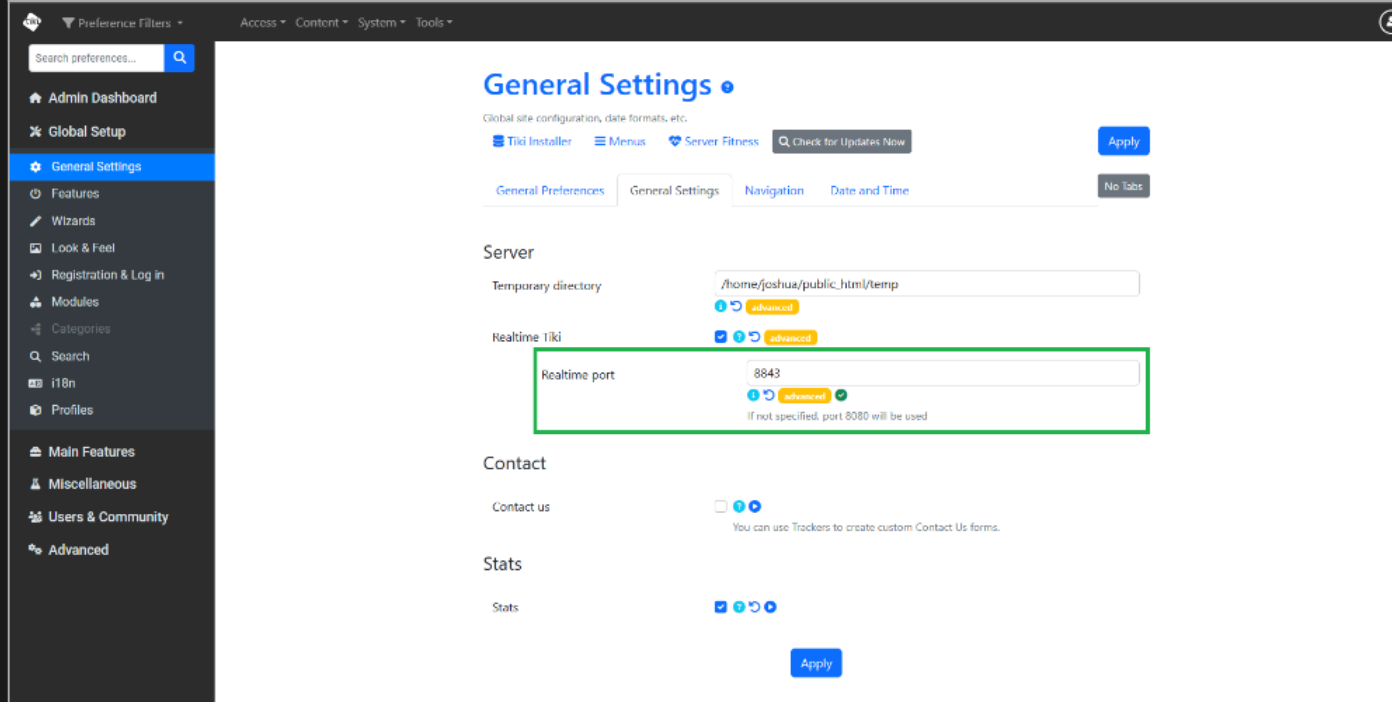 TIKI
Preference Filters
Access Content System Tools
Search preferences...
Admin Dashboard
Global Setup
General Settings
Features
Wizards
Look & Feel
Registration & Log in
Modules
Categories
Search
i18n
Profiles
Main Features
Miscellaneous
Users & Community
Advanced
General Settings
Global site configuration, date formats, etc.
Tiki Installer Menus Server Fitness Check for Updates Now Apply
General Preferences General Settings Navigation Date and Time No Tabs
Server
Temporary directory /home/joshua/public_html/temp
advanced
Realtime Tiki advanced
Realtime port 8843
advanced
If not specified, port 8080 will be used
Contact
Contact us
You can use Trackers to create custom Contact Us forms.
Stats
Stats
Apply